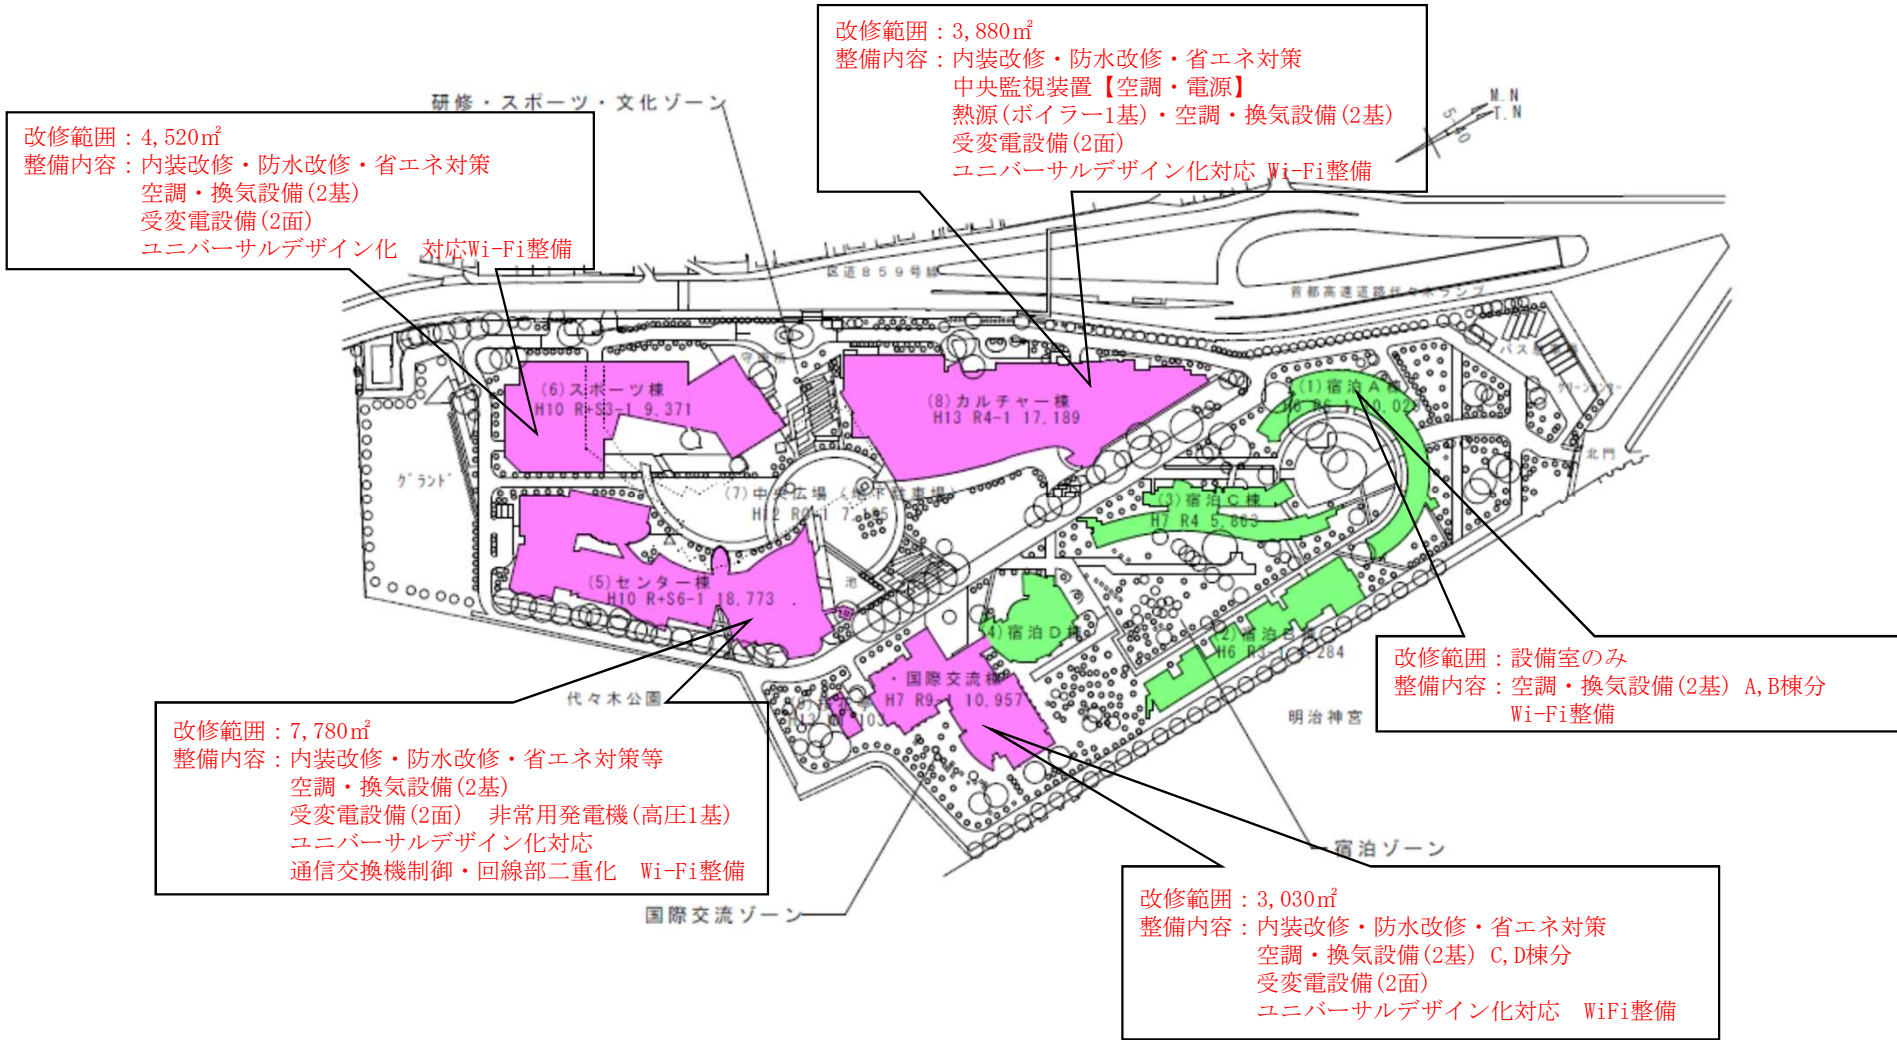 改修範囲：3,880㎡
整備内容：内装改修・防水改修・省エネ対策
中央監視装置【空調・電源】
熱源(ボイラー1基)・空調・換気設備(2基)
受変電設備(2面)
ユニバーサルデザイン化対応 Wi-Fi整備
研修・スポーツ・文化ゾーン
改修範囲：4,520㎡
整備内容：内装改修・防水改修・省エネ対策
空調・換気設備(2基)
受変電設備(2面)
ユニバーサルデザイン化　対応Wi-Fi整備
M.N
T.N
区道859号線
首都高速道路代々木ランプ
バス駐車場
守衛所
(6)スポーツ棟
H10 R+S3-1 9,371
(8)カルチャー棟
H13 R4-1 17,189
(1)宿泊A棟
北門
グランド
(7)中央広場 (地下駐車場)
H12 R0-1
(3)宿泊C棟
H7 R4 5,863
(5)センター棟
H10 R+S6-1 18,773
池
(4)宿泊D棟
(2)宿泊B棟
H6 R3-1
284
・国際交流棟
H7 R9-1 10,957
代々木公園
明治神宮
改修範囲：設備室のみ
整備内容：空調・換気設備(2基) A,B棟分
Wi-Fi整備
改修範囲：7,780㎡
整備内容：内装改修・防水改修・省エネ対策等
空調・換気設備(2基)
受変電設備(2面)　非常用発電機(高圧1基)
ユニバーサルデザイン化対応
通信交換機制御・回線部二重化　Wi-Fi整備
宿泊ゾーン
国際交流ゾーン
改修範囲：3,030㎡
整備内容：内装改修・防水改修・省エネ対策
空調・換気設備(2基) C,D棟分
受変電設備(2面)
ユニバーサルデザイン化対応　WiFi整備